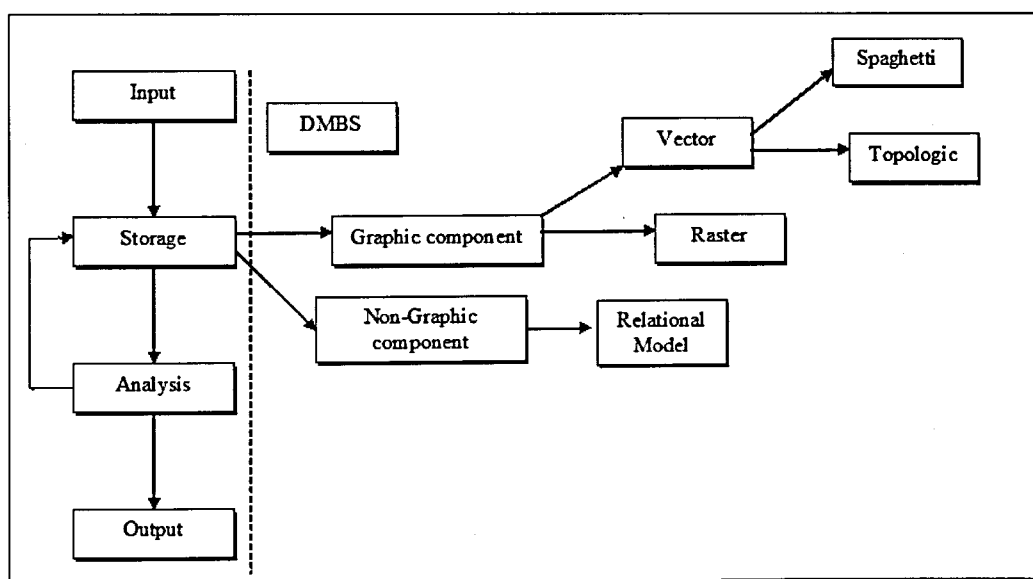 Input
DMBS
Spaghetti
Vector
Topologic
Storage
Graphic component
Raster
Non-Graphic
component
Relational
Model
Analysis
Output